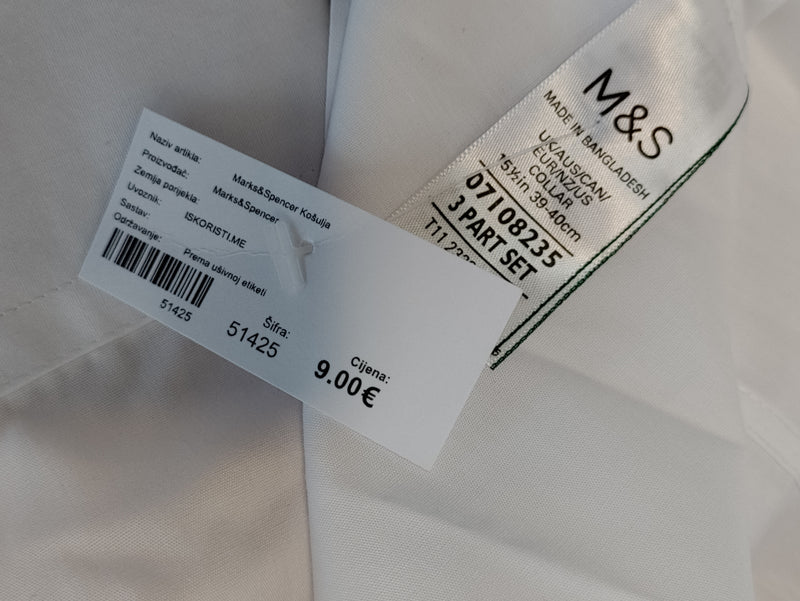 Naziv artikla: Marks&Spencer Košulja
Proizvođač: Marks&Spencer
Zemlja porijekla:
Uvoznik: ISKORISTI.ME
Sastav:
Održavanje: Prema ušivnoj etiketi
51425
Šifra:
51425
Cijena:
9.00€
M&S
MADE IN BANGLADESH
UK/AUS/CAN/
EUR/NZ/US
COLLAR
15½in 39-40cm
07108235
3 PART SET
T11